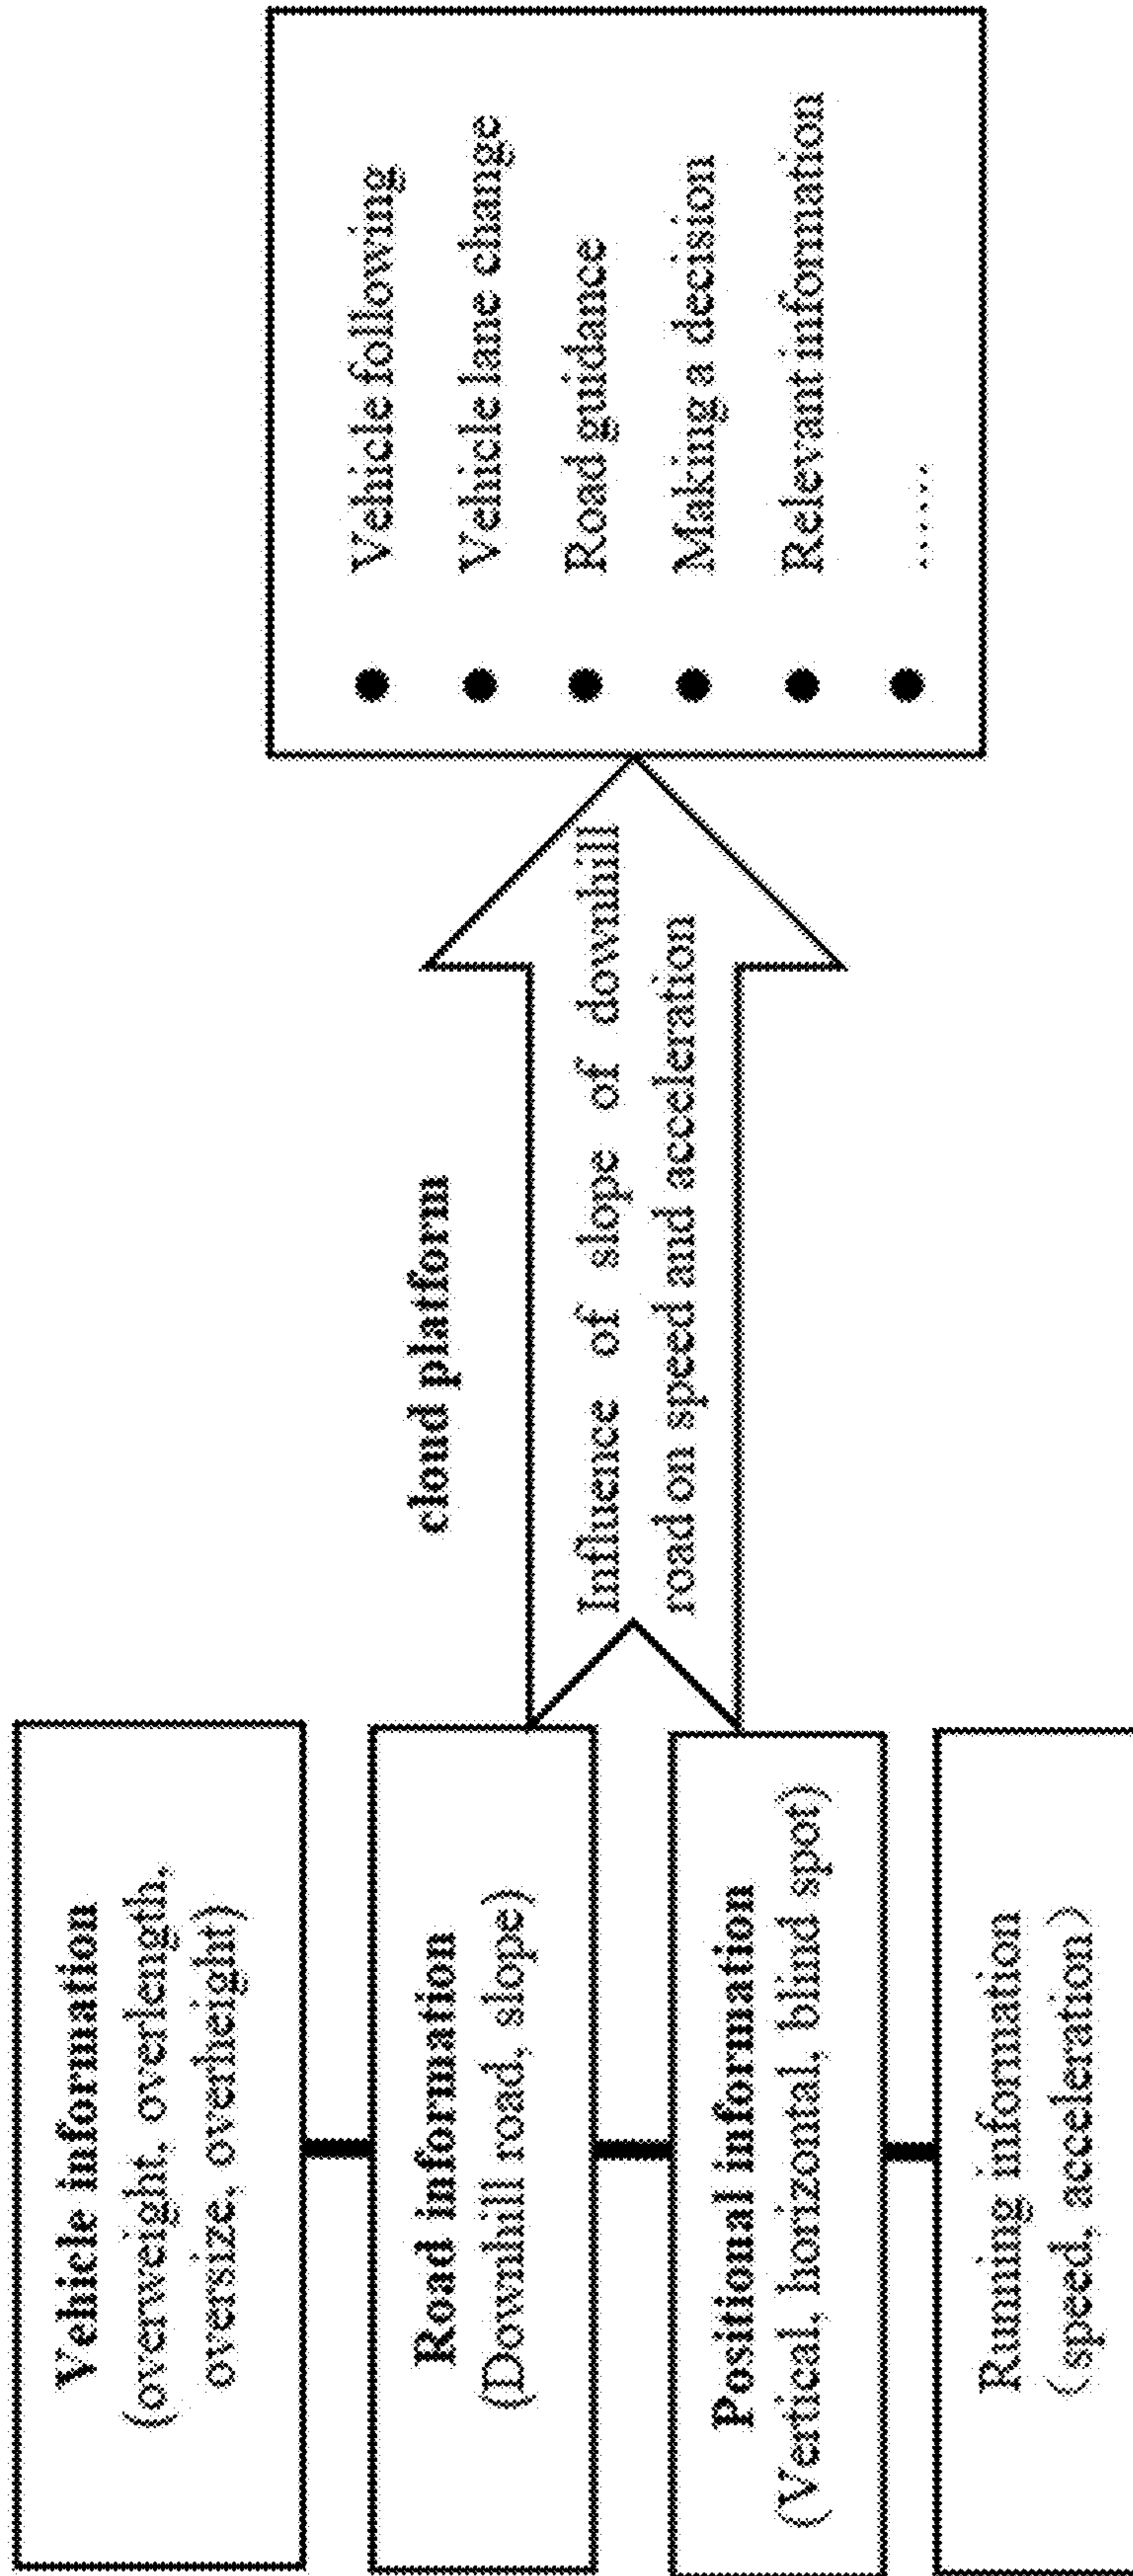 Vehicle information
(overweight, overlength,
oversize, overheight)
Road information
(Downhill road, slope)
Positional information
(Vertical, horizontal, blind spot)
Running information
(speed, acceleration)
cloud platform
Influence of slope of downhill
road on speed and acceleration
● Vehicle following
● Vehicle lane change
● Road guidance
● Making a decision
● Relevant information
● ......